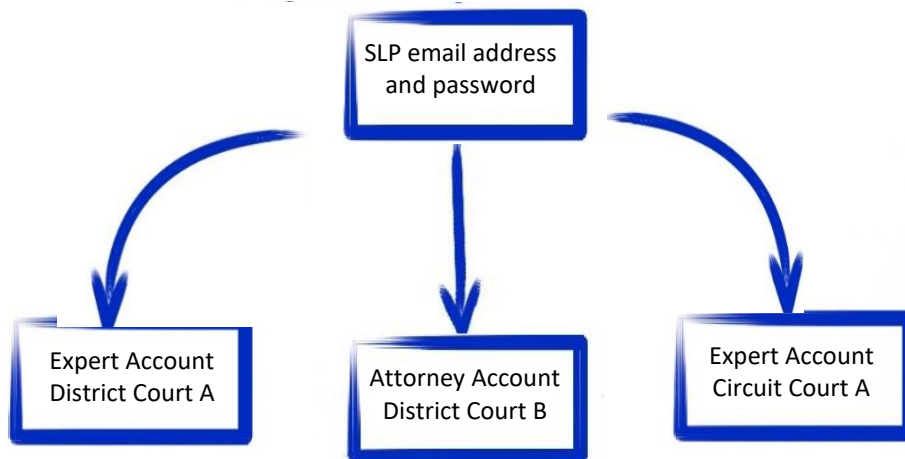 SLP email address
and password
Expert Account
District Court A
Attorney Account
District Court B
Expert Account
Circuit Court A